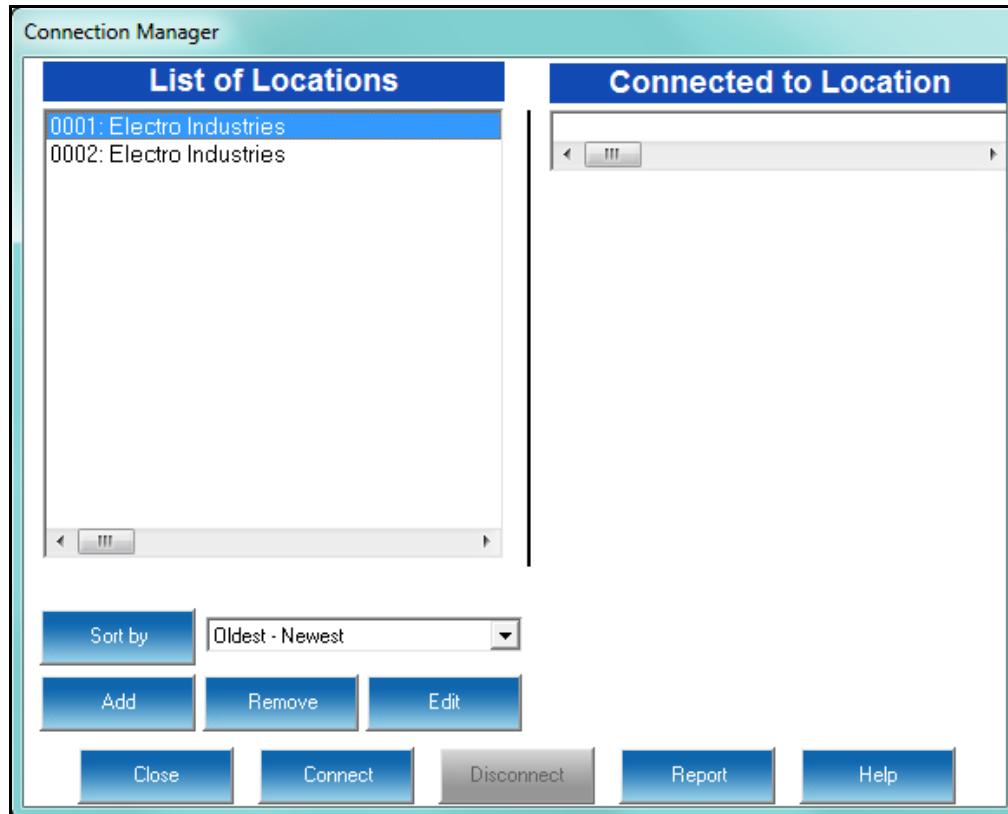 Connection Manager
List of Locations
Connected to Location
0001: Electro Industries
0002: Electro Industries
Sort by
Oldest - Newest
Add
Remove
Edit
Close
Connect
Disconnect
Report
Help